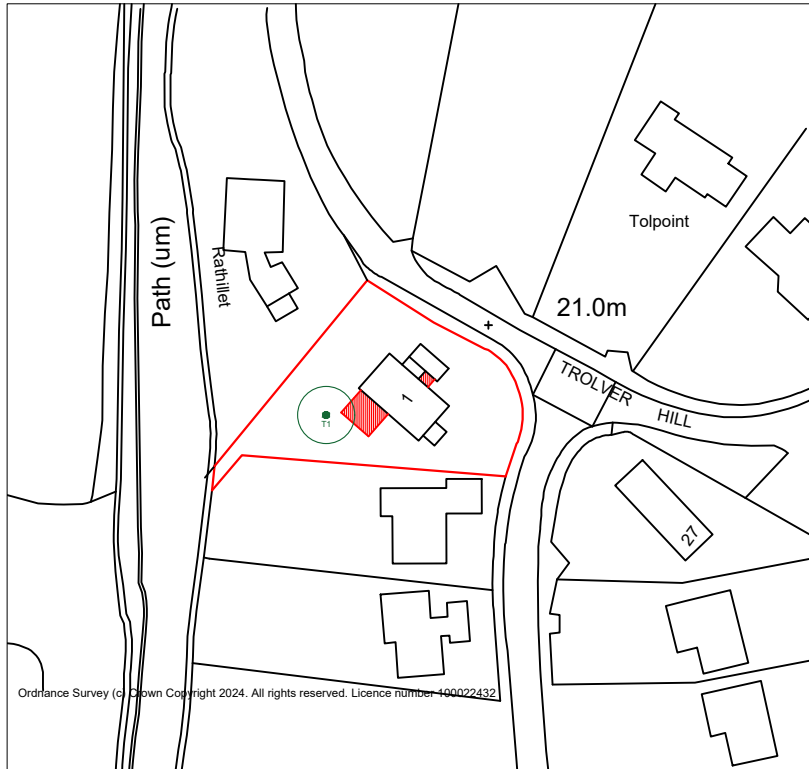 Path (um)
Rathillet
Tolpoint
21.0m
TROLVER HILL
1
T1
27
Ordnance Survey (c) Crown Copyright 2024. All rights reserved. Licence number 100022432